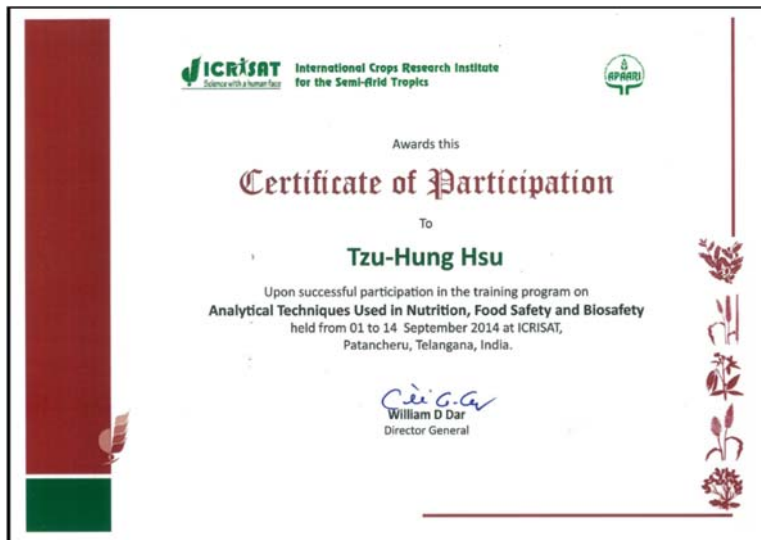 ICRISAT
Science with a human face
International Crops Research Institute
for the Semi-Arid Tropics
APAARI
Awards this
Certificate of Participation
To
Tzu-Hung Hsu
Upon successful participation in the training program on
Analytical Techniques Used in Nutrition, Food Safety and Biosafety
held from 01 to 14 September 2014 at ICRISAT,
Patancheru, Telangana, India.
William D Dar
Director General